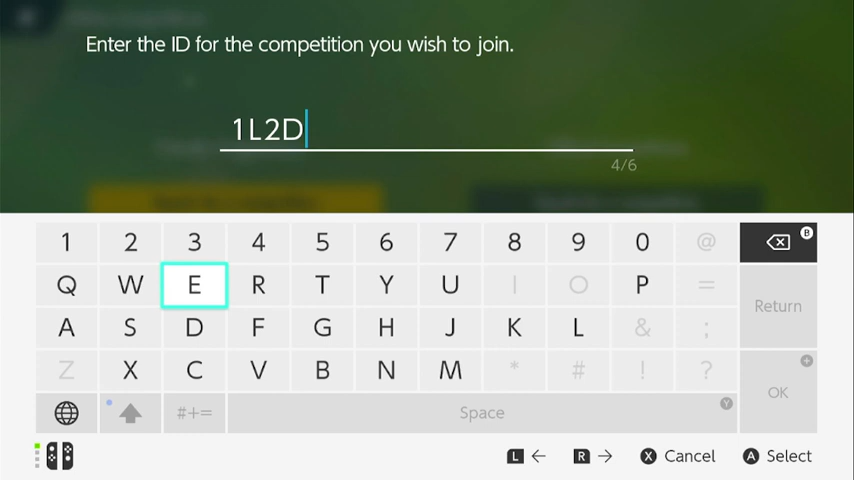 Enter the ID for the competition you wish to join.
1L2D
4/6
1 2 3 4 5 6 7 8 9 0 @ B
Q W E R T Y U I O P =
Return
A S D F G H J K L & ;
Z X C V B N M * # ! ? +
OK
#+= Space Y
L ← R → X Cancel A Select